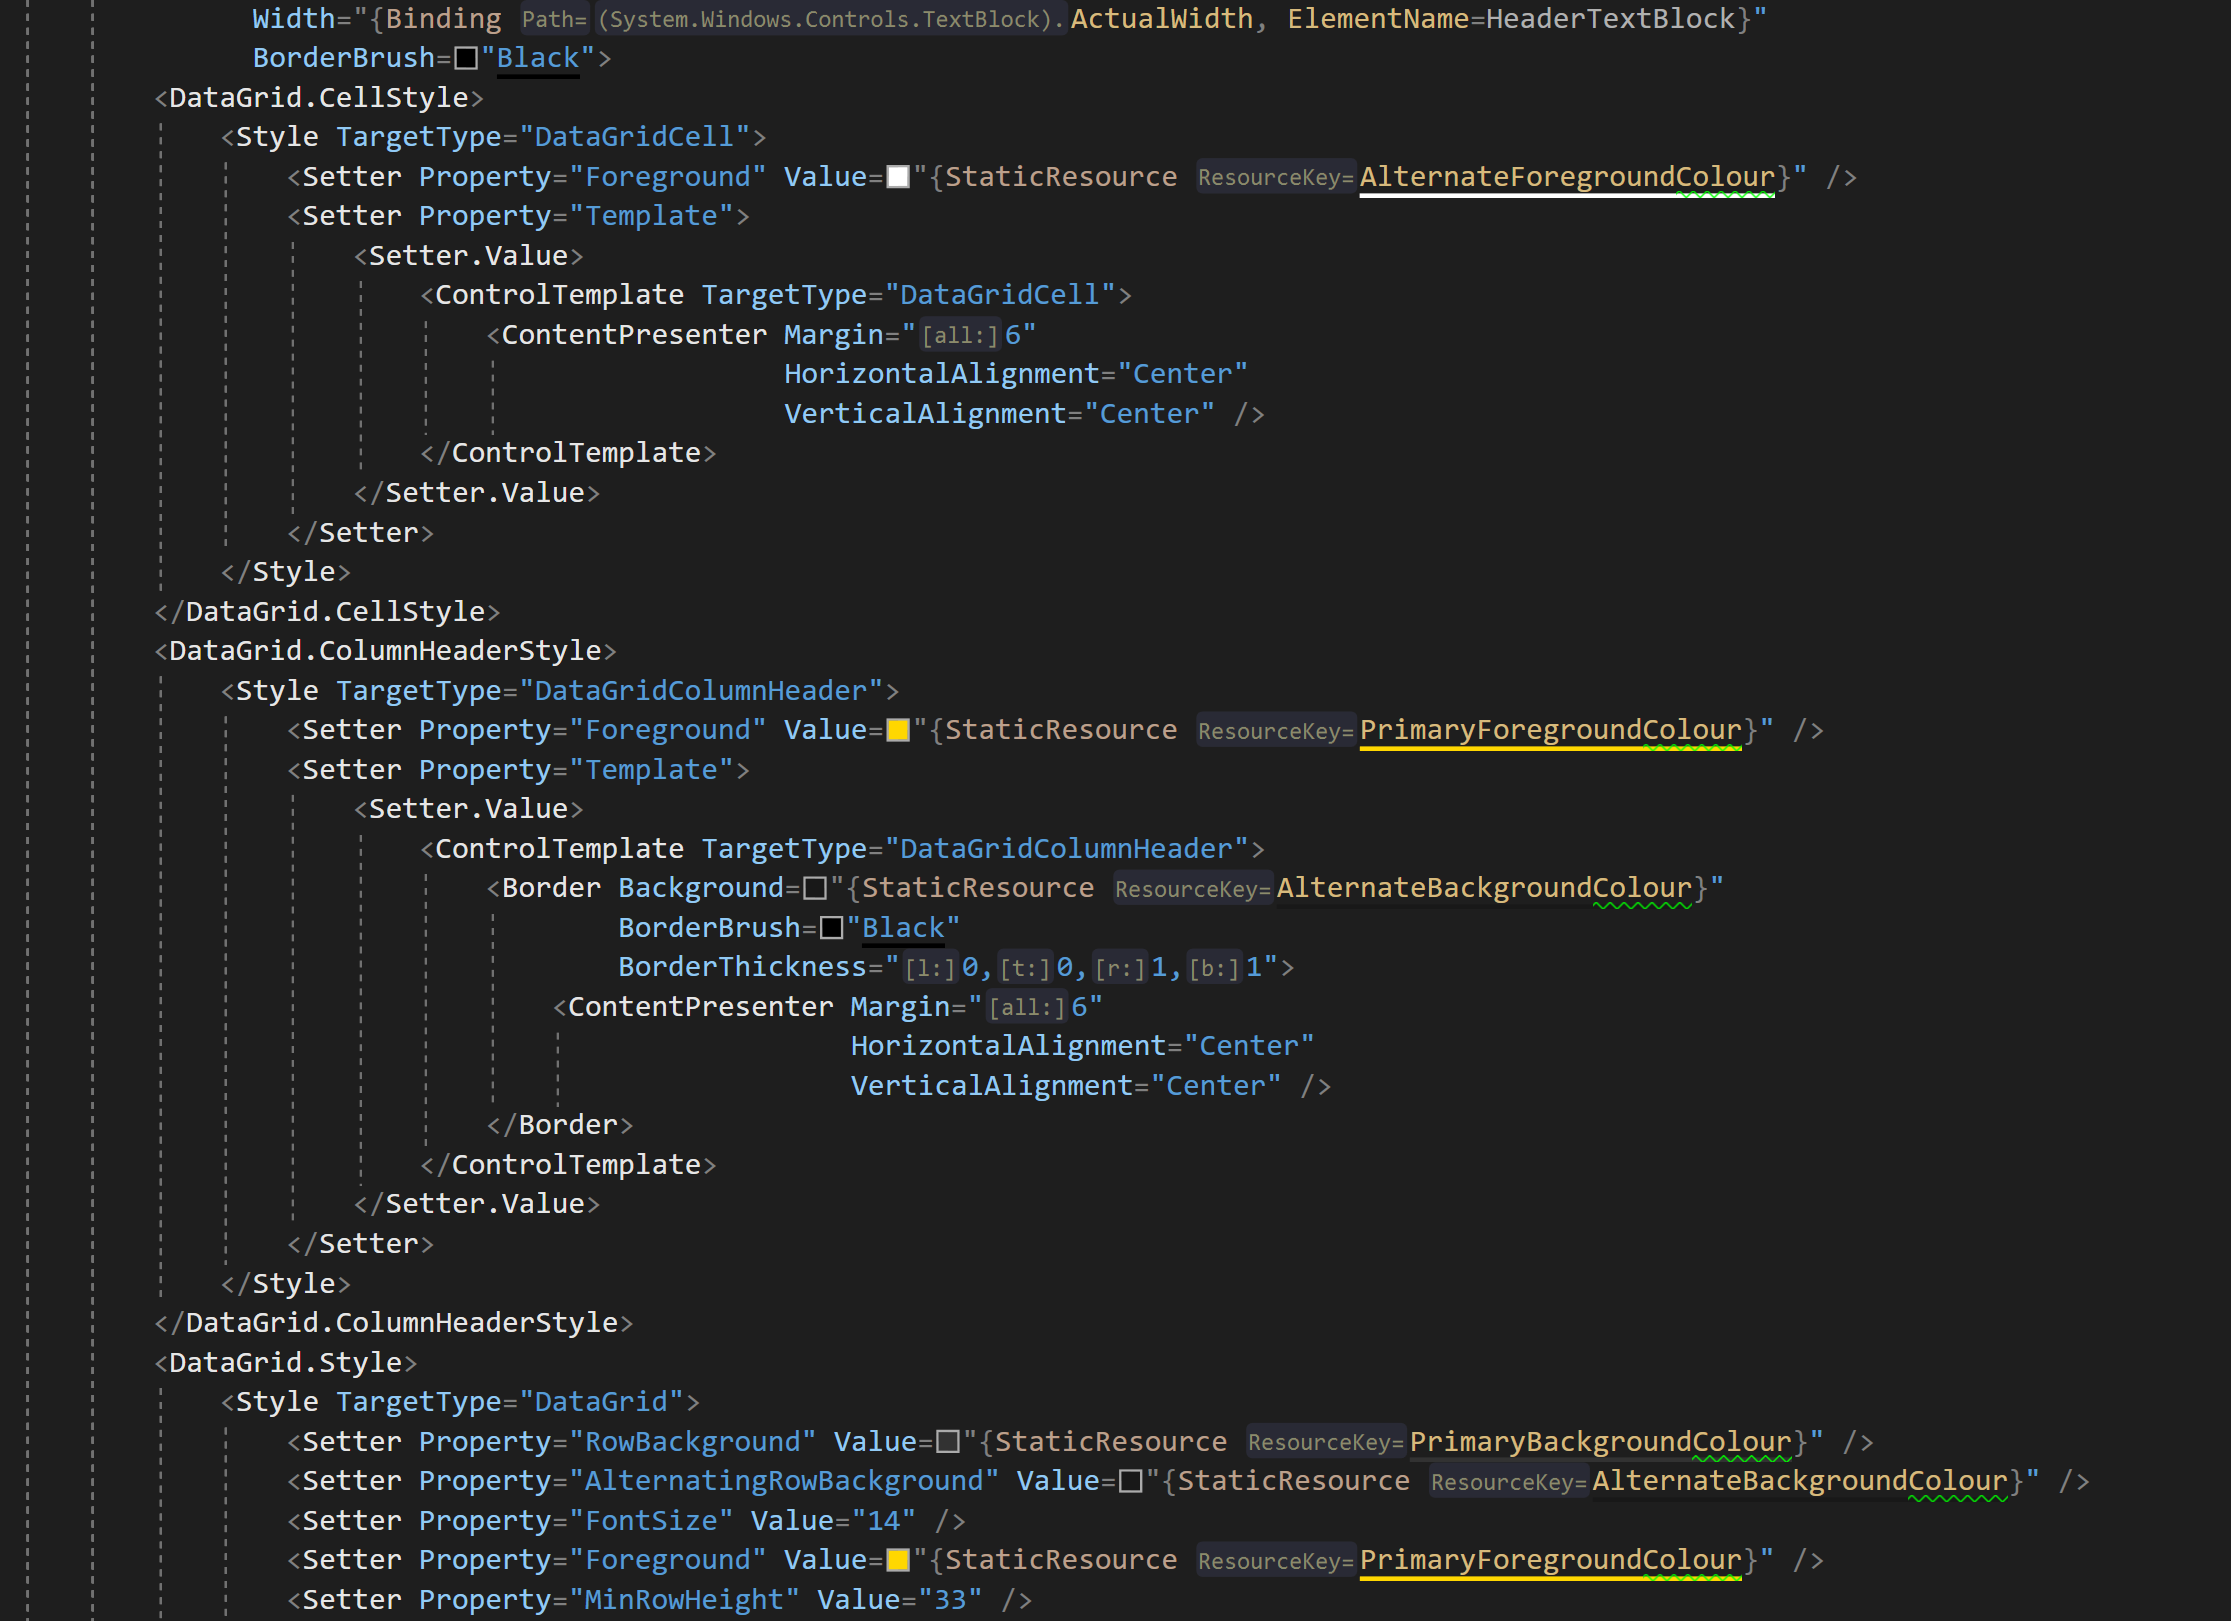 Width="{Binding Path=(System.Windows.Controls.TextBlock).ActualWidth, ElementName=HeaderTextBlock}"
BorderBrush="Black">
<DataGrid.CellStyle>
<Style TargetType="DataGridCell">
<Setter Property="Foreground" Value="{StaticResource ResourceKey=AlternateForegroundColour}" />
<Setter Property="Template">
<Setter.Value>
<ControlTemplate TargetType="DataGridCell">
<ContentPresenter Margin="[all:]6"
HorizontalAlignment="Center"
VerticalAlignment="Center" />
</ControlTemplate>
</Setter.Value>
</Setter>
</Style>
</DataGrid.CellStyle>
<DataGrid.ColumnHeaderStyle>
<Style TargetType="DataGridColumnHeader">
<Setter Property="Foreground" Value="{StaticResource ResourceKey=PrimaryForegroundColour}" />
<Setter Property="Template">
<Setter.Value>
<ControlTemplate TargetType="DataGridColumnHeader">
<Border Background="{StaticResource ResourceKey=AlternateBackgroundColour}"
BorderBrush="Black"
BorderThickness="[l:]0,[t:]0,[r:]1,[b:]1">
<ContentPresenter Margin="[all:]6"
HorizontalAlignment="Center"
VerticalAlignment="Center" />
</Border>
</ControlTemplate>
</Setter.Value>
</Setter>
</Style>
</DataGrid.ColumnHeaderStyle>
<DataGrid.Style>
<Style TargetType="DataGrid">
<Setter Property="RowBackground" Value="{StaticResource ResourceKey=PrimaryBackgroundColour}" />
<Setter Property="AlternatingRowBackground" Value="{StaticResource ResourceKey=AlternateBackgroundColour}" />
<Setter Property="FontSize" Value="14" />
<Setter Property="Foreground" Value="{StaticResource ResourceKey=PrimaryForegroundColour}" />
<Setter Property="MinRowHeight" Value="33" />